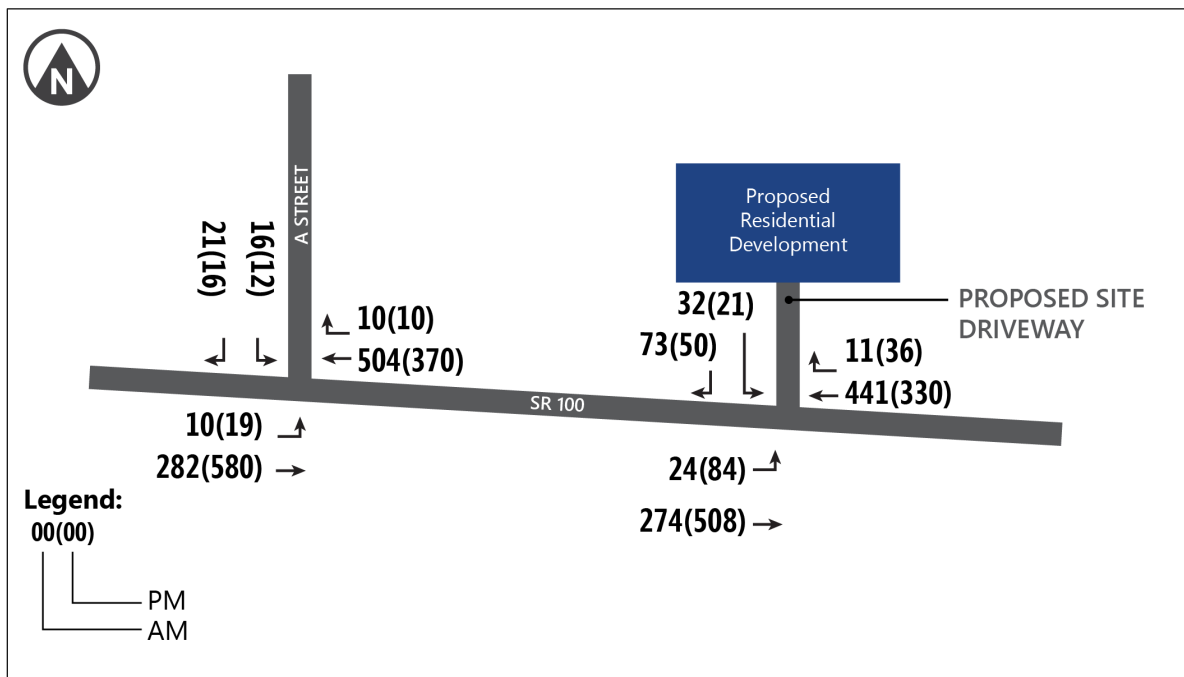 N
A STREET
21(16)
16(12)
10(10)
504(370)
10(19)
282(580)
SR 100
Proposed
Residential
Development
PROPOSED SITE
DRIVEWAY
32(21)
73(50)
11(36)
441(330)
24(84)
274(508)
Legend:
00(00)
PM
AM